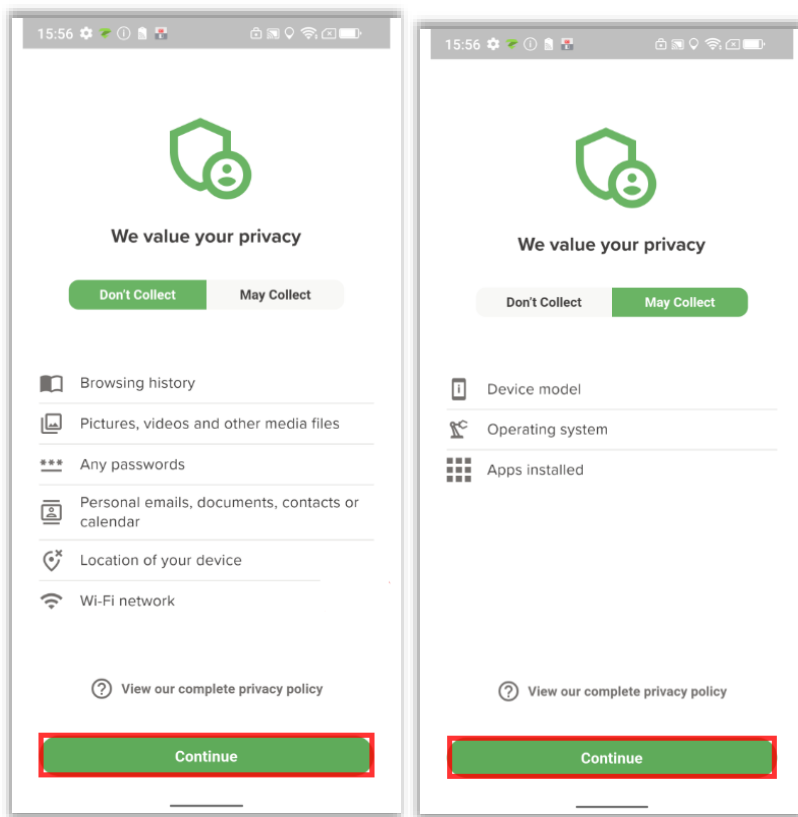 15:56
We value your privacy
Don't Collect May Collect
Browsing history
Pictures, videos and other media files
*** Any passwords
Personal emails, documents, contacts or
calendar
Location of your device
Wi-Fi network
? View our complete privacy policy
Continue
15:56
We value your privacy
Don't Collect May Collect
Device model
Operating system
Apps installed
? View our complete privacy policy
Continue